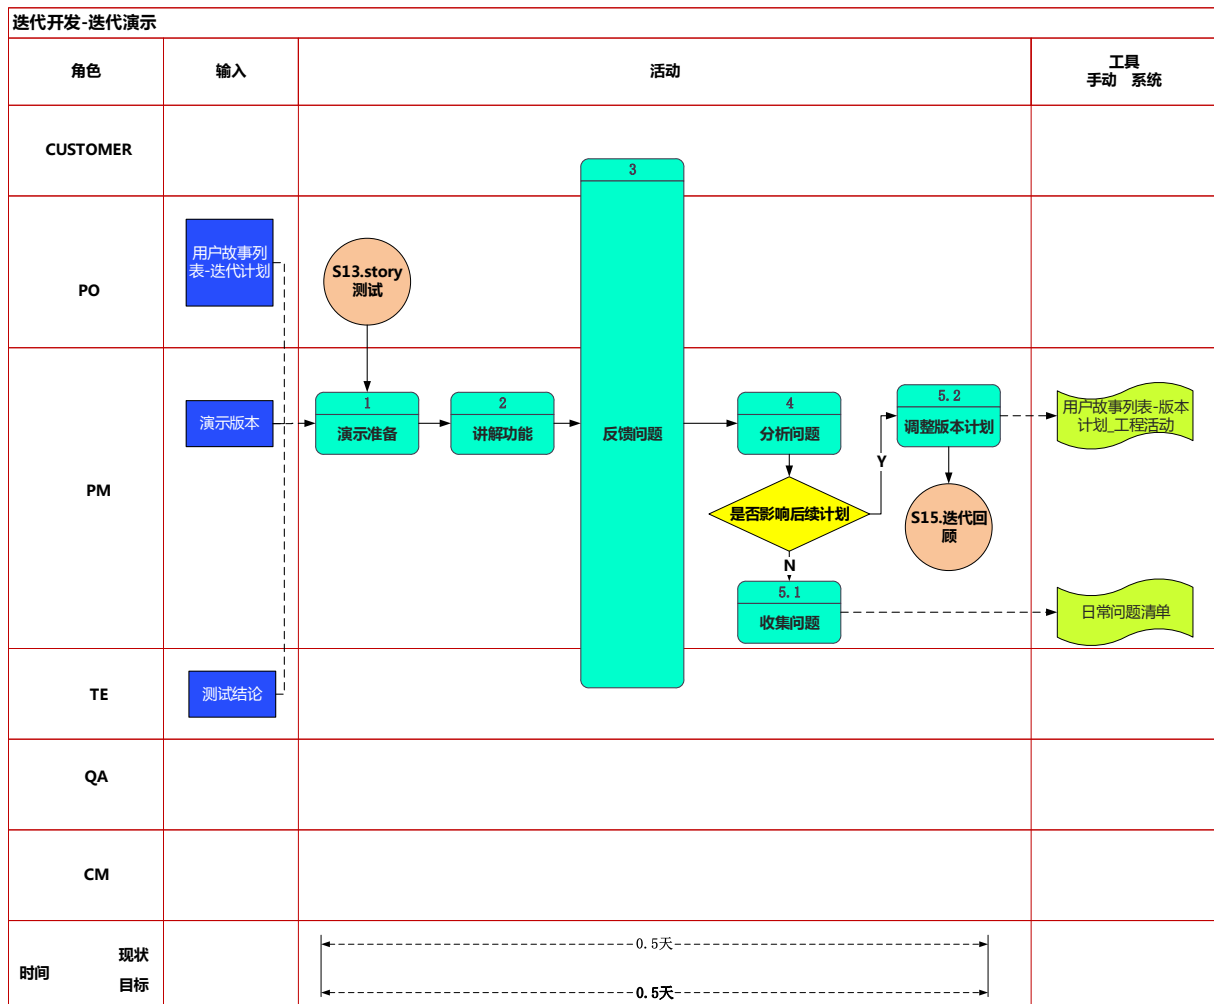 迭代开发-迭代演示
角色
输入
活动
工具
手动 系统
CUSTOMER
3
反馈问题
PO
用户故事列
表-迭代计划
S13.story
测试
PM
演示版本
1
演示准备
2
讲解功能
4
分析问题
5.2
调整版本计划
用户故事列表-版本
计划_工程活动
Y
是否影响后续计划
S15.迭代回
顾
N
5.1
收集问题
日常问题清单
TE
测试结论
QA
CM
时间
现状
0.5天
目标
0.5天